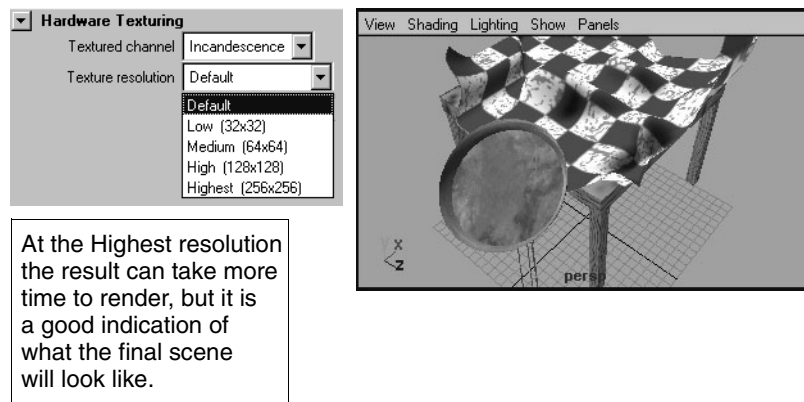 Hardware Texturing
Textured channel Incandescence
Texture resolution Default
Default
Low (32x32)
Medium (64x64)
High (128x128)
Highest (256x256)
At the Highest resolution
the result can take more
time to render, but it is
a good indication of
what the final scene
will look like.
View Shading Lighting Show Panels
Y X
Z
persp